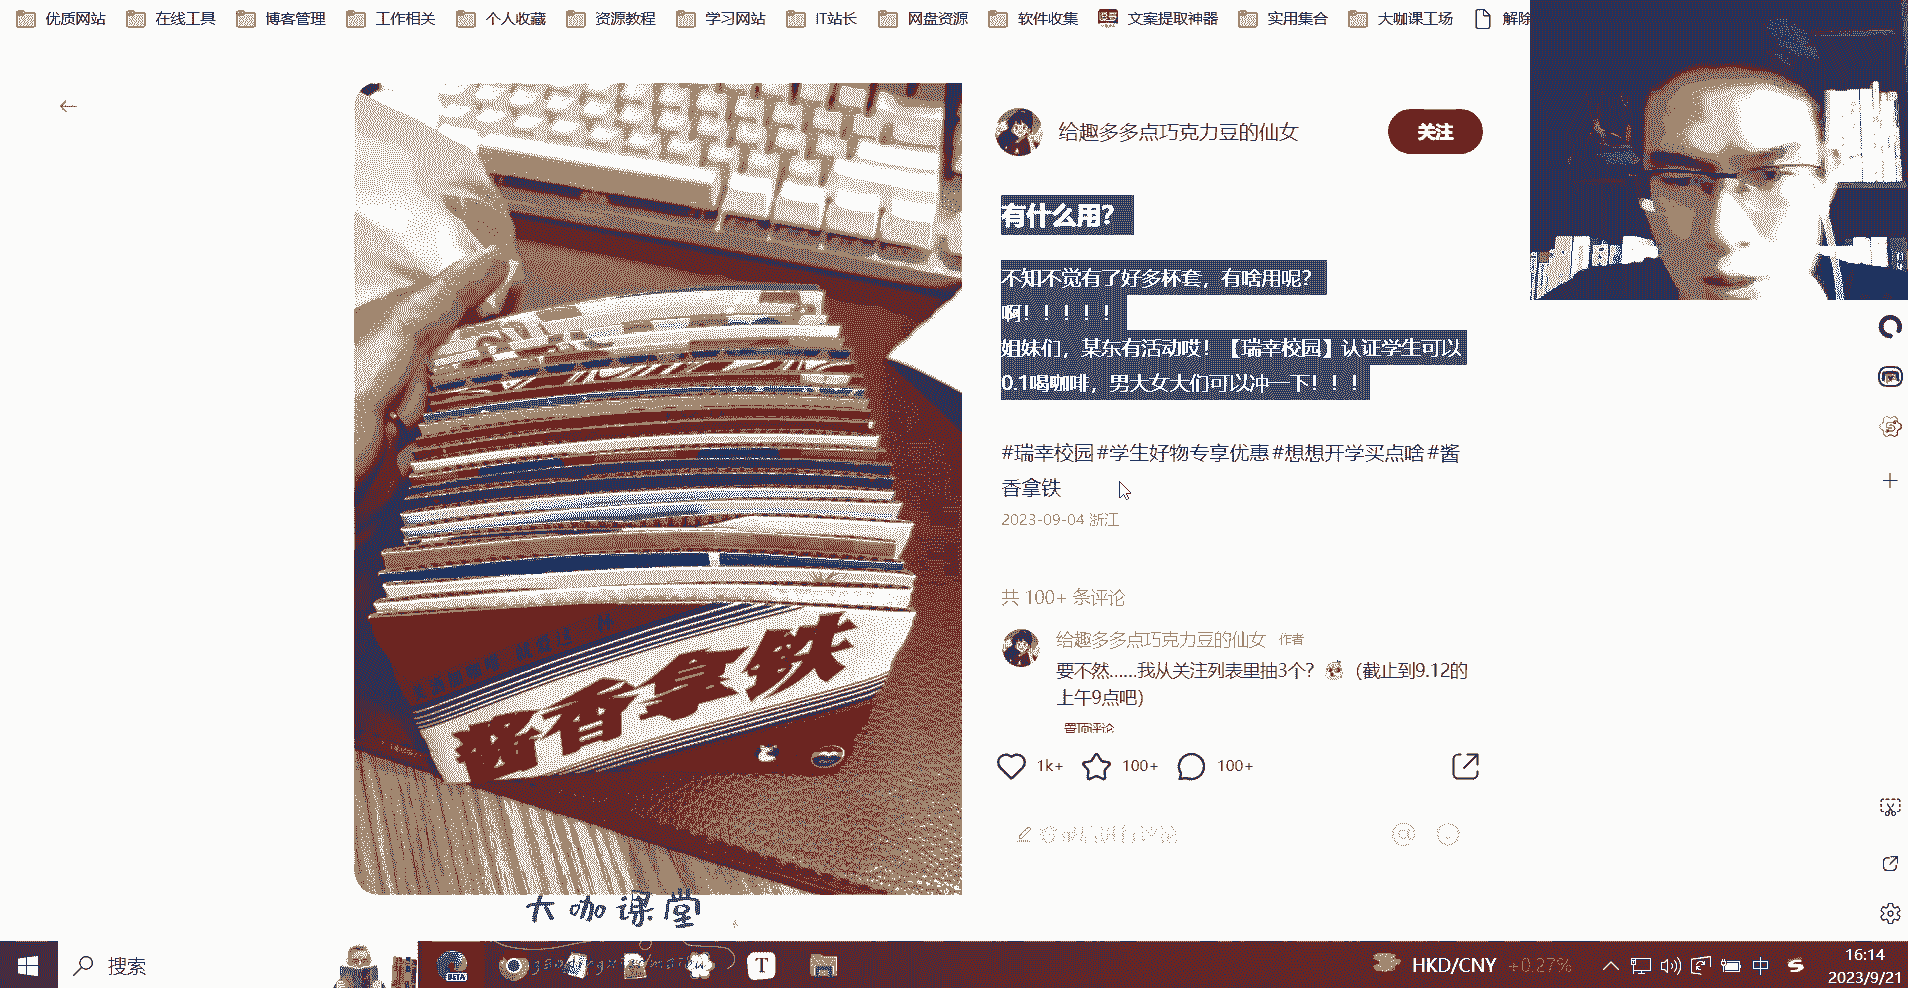 优质网站 在线工具 博客管理 工作相关 个人收藏 资源教程 学习网站 IT站长 网盘资源 软件收集 文案提取神器 实用集合 大咖课工场 解除
给趣多多点巧克力豆的仙女
关注
有什么用?
不知不觉有了好多杯套，有啥用呢?
啊！！！！！
姐妹们，某东有活动哎！【瑞幸校园】认证学生可以
0.1喝咖啡，男大女大们可以冲一下！！！
#瑞幸校园 #学生好物专享优惠 #想想开学买点啥 #酱
香拿铁
2023-09-04 浙江
共 100+ 条评论
给趣多多点巧克力豆的仙女 作者
要不然......我从关注列表里抽3个? （截止到9.12的
上午9点吧）
置顶评论
1k+ 100+ 100+
酱香拿铁
大咖课堂
搜索
BETA
T
HKD/CNY +0.27%
中
16:14
2023/9/21